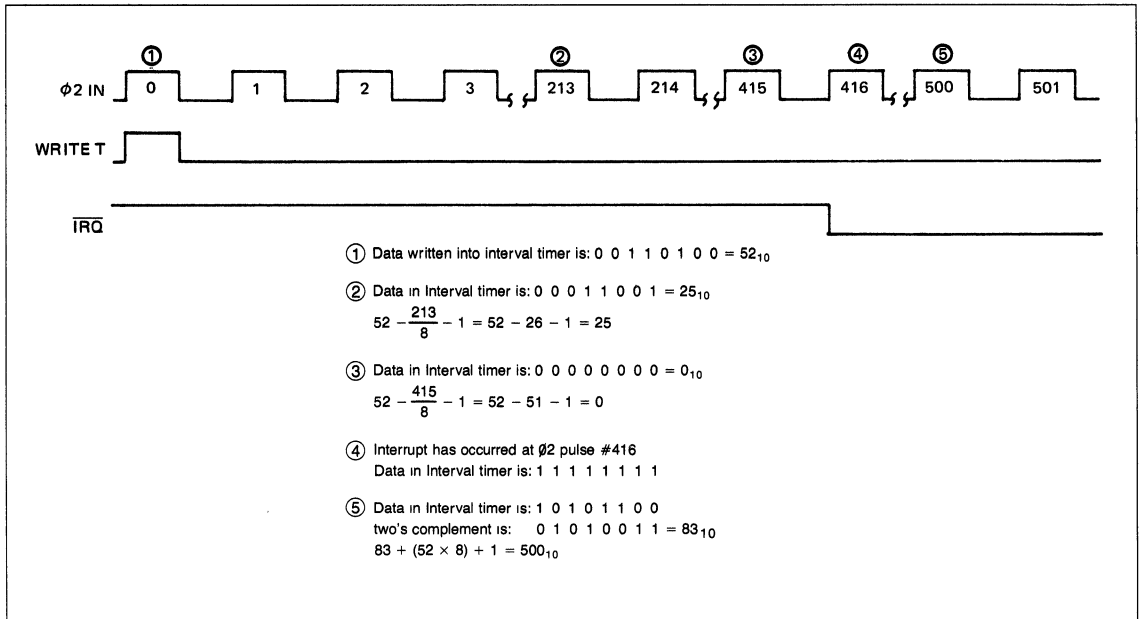 ① ② ③ ④ ⑤
ϕ2 IN 0 1 2 3 213 214 415 416 500 501
WRITE T
IRQ
① Data written into interval timer is: 0 0 1 1 0 1 0 0 = 52₁₀
② Data in Interval timer is: 0 0 0 1 1 0 0 1 = 25₁₀
52 − 213/8 − 1 = 52 − 26 − 1 = 25
③ Data in Interval timer is: 0 0 0 0 0 0 0 0 = 0₁₀
52 − 415/8 − 1 = 52 − 51 − 1 = 0
④ Interrupt has occurred at Ø2 pulse #416
Data in Interval timer is: 1 1 1 1 1 1 1 1
⑤ Data in Interval timer is: 1 0 1 0 1 1 0 0
two's complement is: 0 1 0 1 0 0 1 1 = 83₁₀
83 + (52 × 8) + 1 = 500₁₀